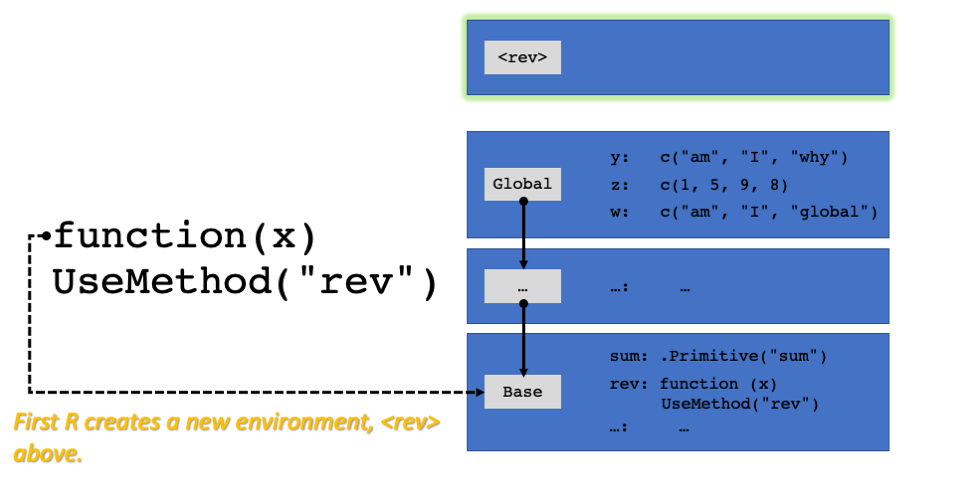 <rev>
Global
y: c("am", "I", "why")
z: c(1, 5, 9, 8)
w: c("am", "I", "global")
function(x)
UseMethod("rev")
… …: …
sum: .Primitive("sum")
Base
rev: function (x)
UseMethod("rev")
…: …
First R creates a new environment, <rev>
above.